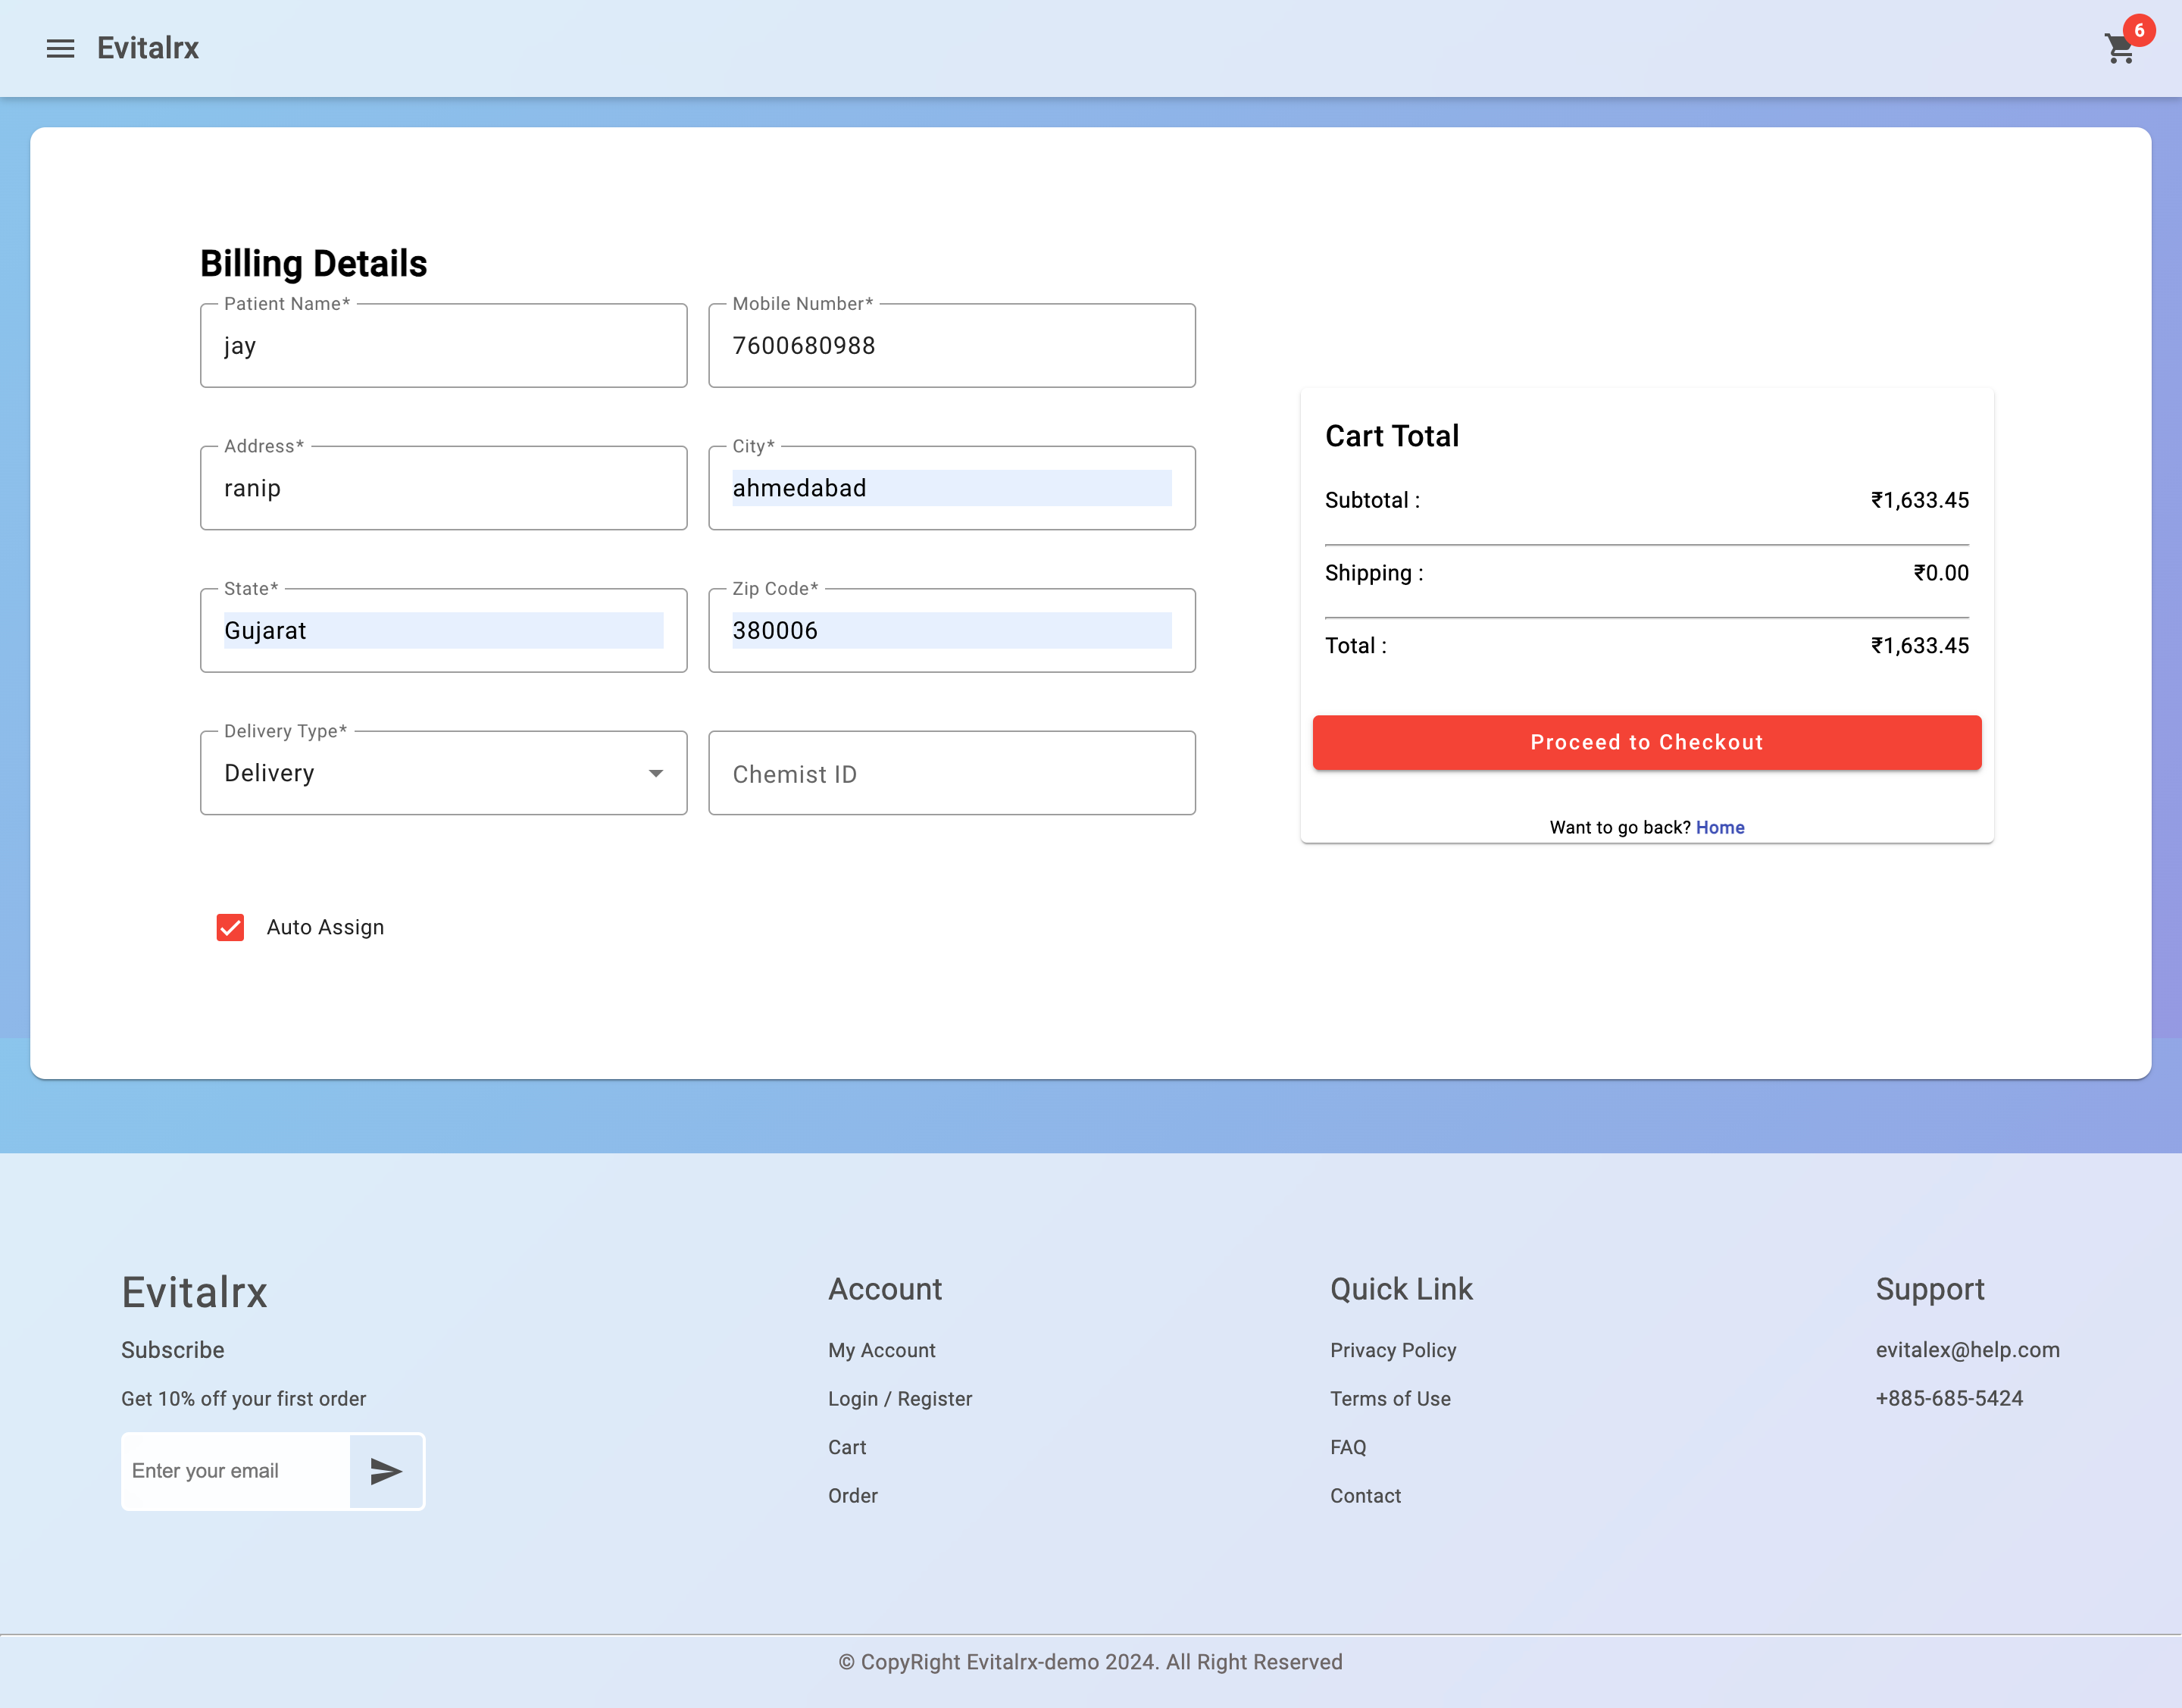 Evitalrx
6
Billing Details
Patient Name*
jay
Mobile Number*
7600680988
Address*
ranip
City*
ahmedabad
State*
Gujarat
Zip Code*
380006
Delivery Type*
Delivery
Chemist ID
Auto Assign
Cart Total
Subtotal : ₹1,633.45
Shipping : ₹0.00
Total : ₹1,633.45
Proceed to Checkout
Want to go back? Home
Evitalrx
Subscribe
Get 10% off your first order
Enter your email
Account
My Account
Login / Register
Cart
Order
Quick Link
Privacy Policy
Terms of Use
FAQ
Contact
Support
evitalex@help.com
+885-685-5424
© CopyRight Evitalrx-demo 2024. All Right Reserved